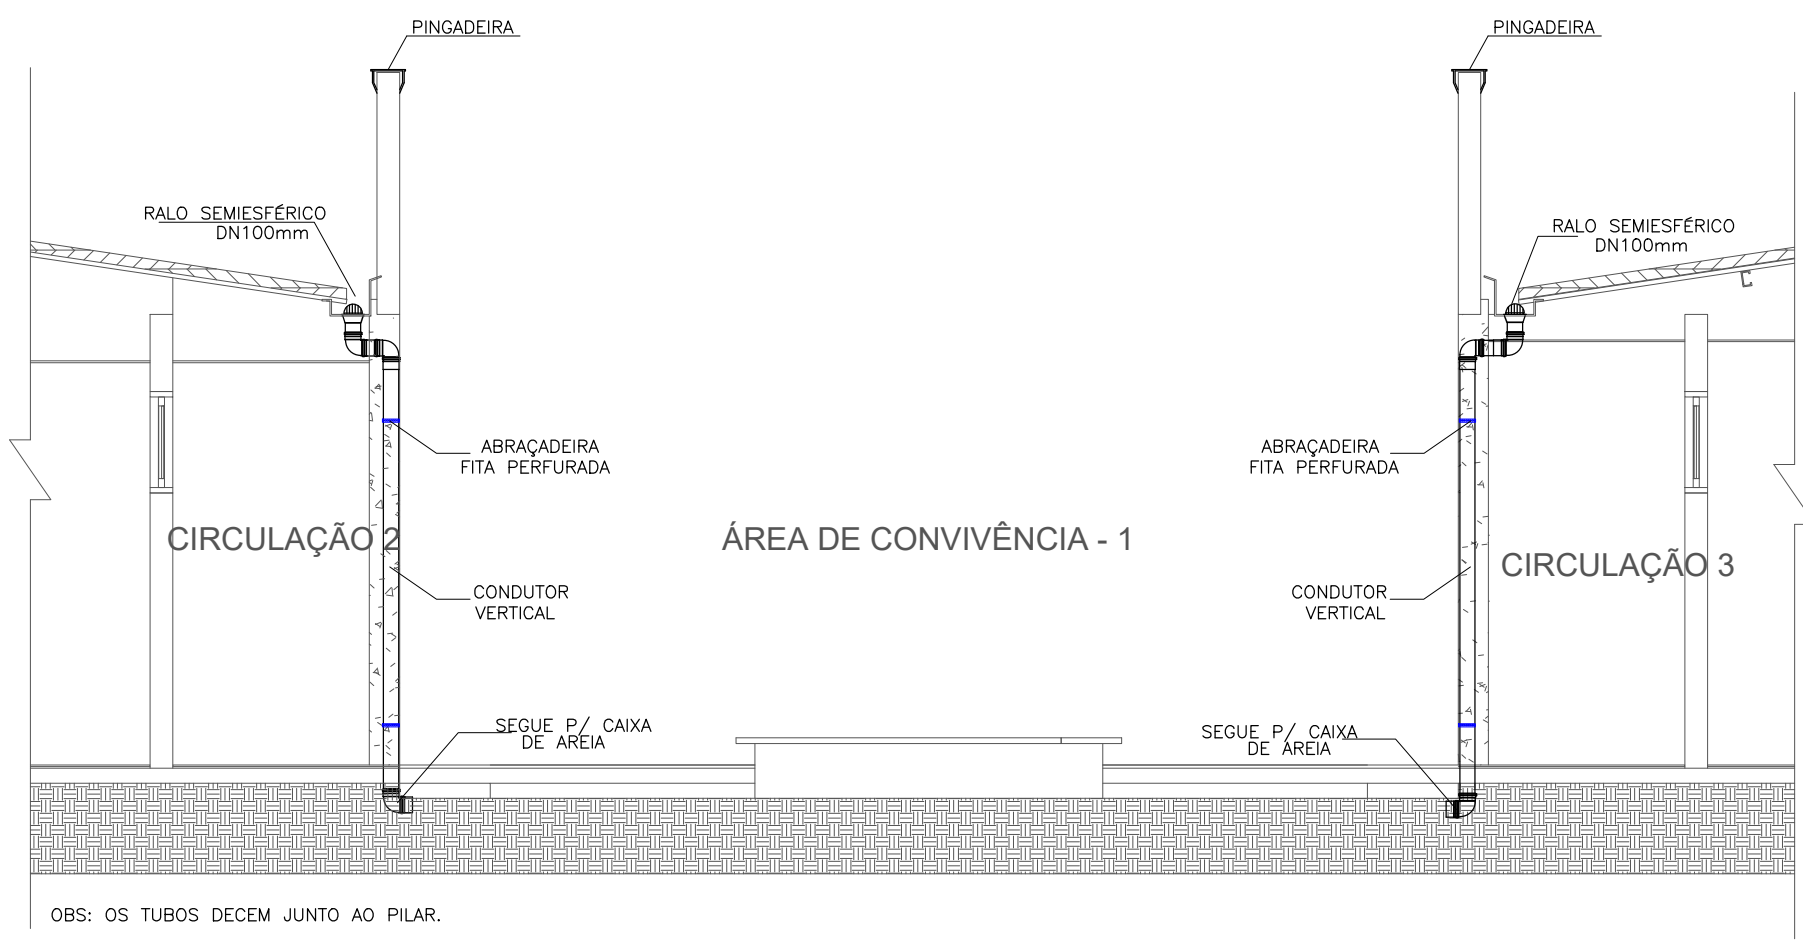 PINGADEIRA
PINGADEIRA
RALO SEMIESFÉRICO
DN100mm
RALO SEMIESFÉRICO
DN100mm
ABRAÇADEIRA
FITA PERFURADA
ABRAÇADEIRA
FITA PERFURADA
CIRCULAÇÃO 2
ÁREA DE CONVIVÊNCIA - 1
CIRCULAÇÃO 3
CONDUTOR
VERTICAL
CONDUTOR
VERTICAL
SEGUE P/ CAIXA
DE AREIA
SEGUE P/ CAIXA
DE AREIA
OBS: OS TUBOS DECEM JUNTO AO PILAR.